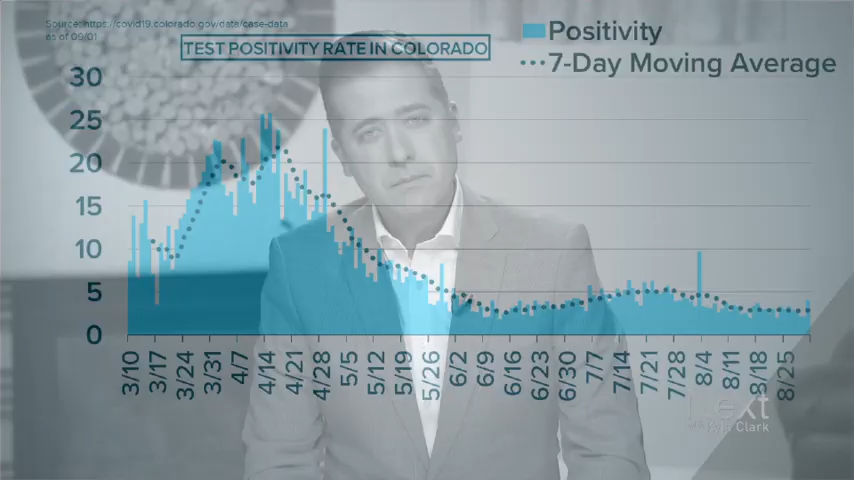 Source: https://covid19.colorado.gov/data/case-data
as of 09/01
TEST POSITIVITY RATE IN COLORADO
Positivity
7-Day Moving Average
30
25
20
15
10
5
0
3/10 3/17 3/24 3/31 4/7 4/14 4/21 4/28 5/5 5/12 5/19 5/26 6/2 6/9 6/16 6/23 6/30 7/7 7/14 7/21 7/28 8/4 8/11 8/18 8/25
Next
Clark